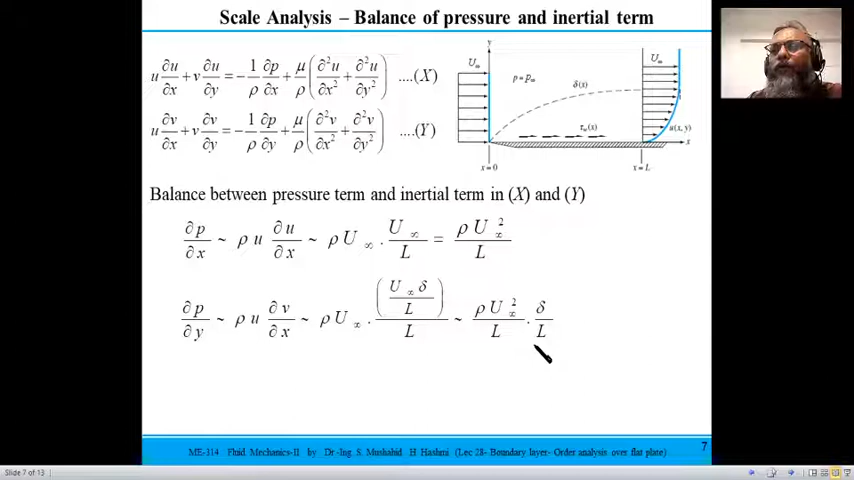 Scale Analysis – Balance of pressure and inertial term
u ∂u/∂x + v ∂u/∂y = − 1/ρ ∂p/∂x + μ/ρ ( ∂²u/∂x² + ∂²u/∂y² ) ....(X)
u ∂v/∂x + v ∂v/∂y = − 1/ρ ∂p/∂y + μ/ρ ( ∂²v/∂x² + ∂²v/∂y² ) ....(Y)
y
U∞
p = p∞
δ(x)
U∞
τw(x)
u(x, y)
x
x = 0
x = L
Balance between pressure term and inertial term in (X) and (Y)
∂p/∂x ~ ρ u ∂u/∂x ~ ρ U∞ . U∞/L = ρ U∞²/L
∂p/∂y ~ ρ u ∂v/∂x ~ ρ U∞ . (U∞ δ/L)/L ~ ρ U∞²/L . δ/L
ME-314 Fluid Mechanics-II by Dr-Ing. S. Mushahid H Hashmi (Lec 28- Boundary layer- Order analysis over flat plate)
7
Slide 7 of 13